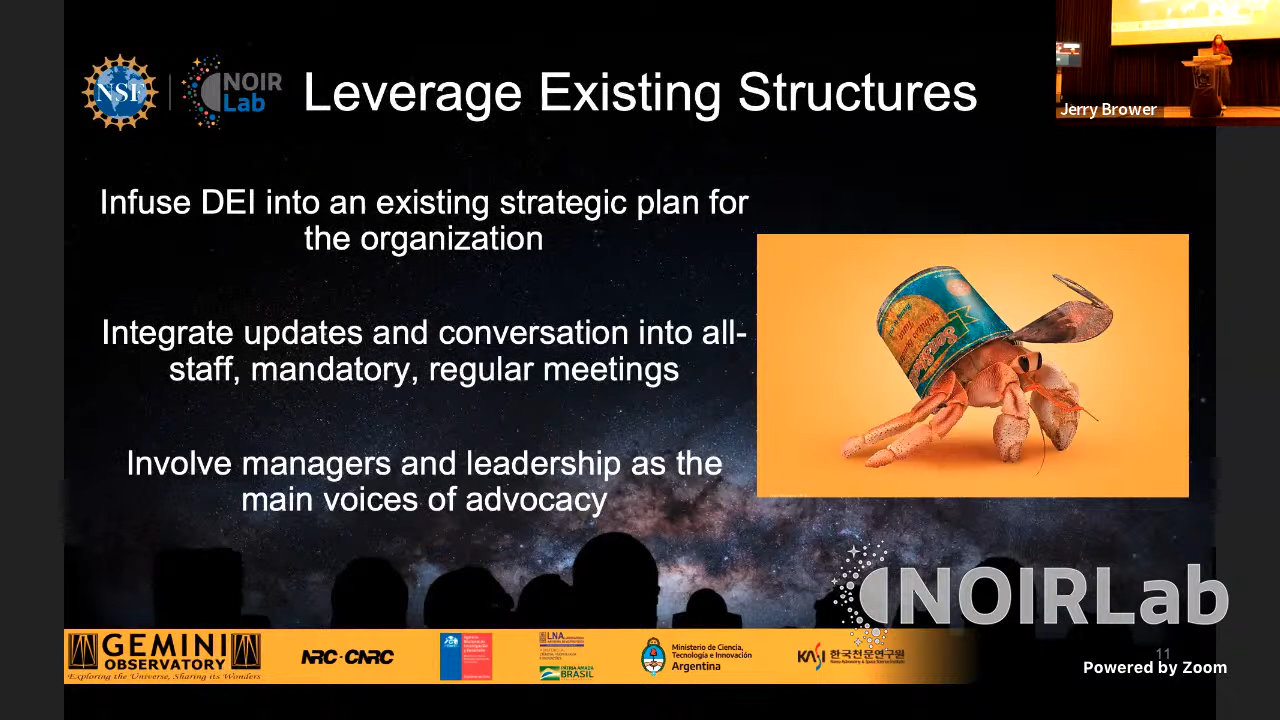 NSF
NOIR
Lab
Leverage Existing Structures
Jerry Brower
Infuse DEI into an existing strategic plan for
the organization
Integrate updates and conversation into all-
staff, mandatory, regular meetings
Involve managers and leadership as the
main voices of advocacy
NOIRLab
GEMINI
OBSERVATORY
Exploring the Universe, Sharing its Wonders
NRC·CNRC
LNA
PÁTRIA AMADA
BRASIL
Ministerio de Ciencia,
Tecnología e Innovación
Argentina
KASI 한국천문연구원
11
Powered by Zoom